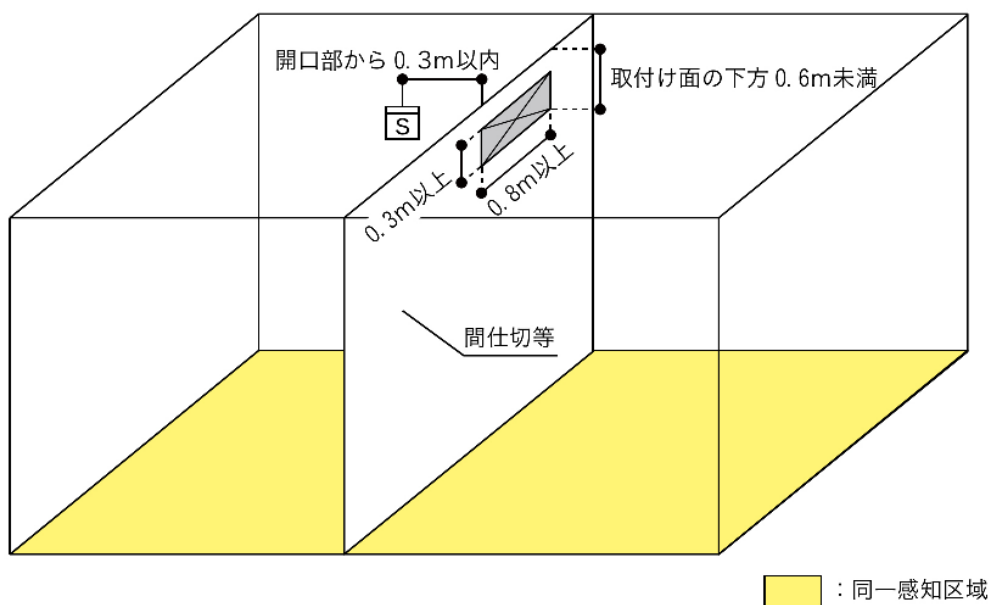 開口部から0.3m以内
取付け面の下方0.6m未満
S
0.3m以上
0.8m以上
間仕切等
：同一感知区域